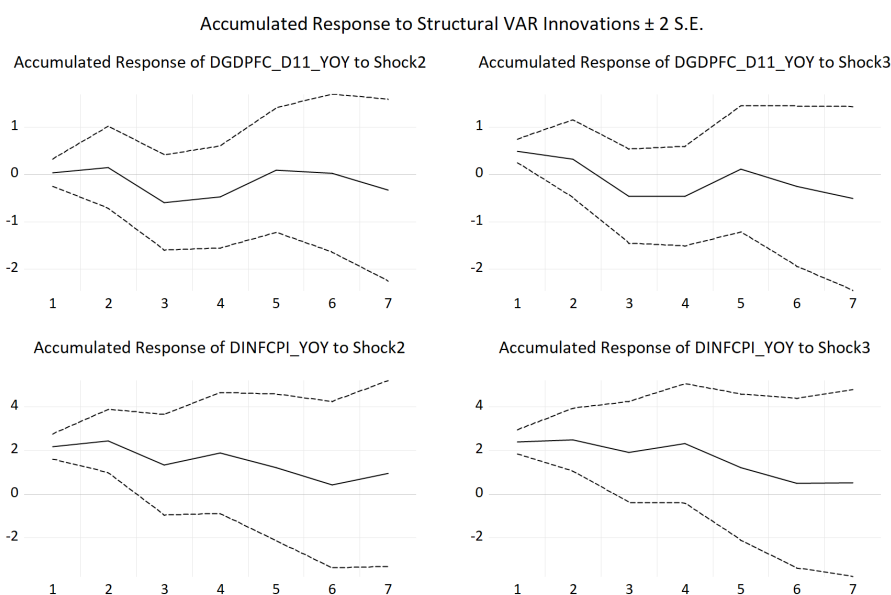 Accumulated Response to Structural VAR Innovations ± 2 S.E.
Accumulated Response of DGDPFC_D11_YOY to Shock2
1
0
-1
-2
1 2 3 4 5 6 7
Accumulated Response of DGDPFC_D11_YOY to Shock3
1
0
-1
-2
1 2 3 4 5 6 7
Accumulated Response of DINFCPI_YOY to Shock2
4
2
0
-2
1 2 3 4 5 6 7
Accumulated Response of DINFCPI_YOY to Shock3
4
2
0
-2
1 2 3 4 5 6 7